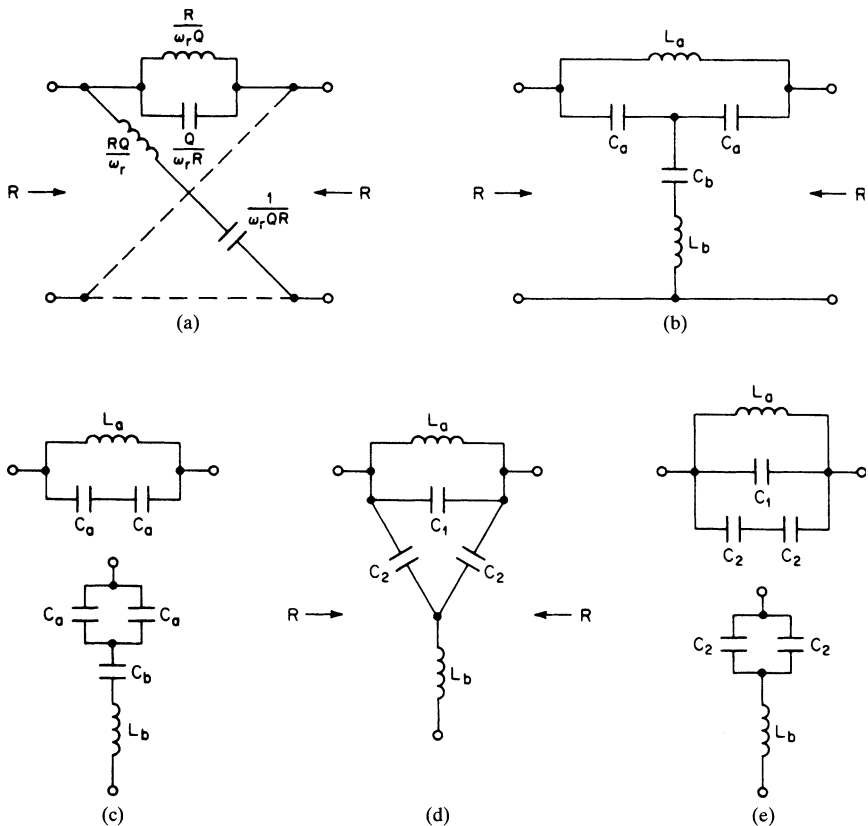 R
ω_r Q
Q
ω_r R
RQ
ω_r
1
ω_r QR
R
R
(a)
L_a
C_a
C_a
C_b
L_b
R
R
(b)
L_a
C_a
C_a
C_a
C_a
C_b
L_b
(c)
L_a
C_1
C_2
C_2
R
R
L_b
(d)
L_a
C_1
C_2
C_2
C_2
C_2
L_b
(e)